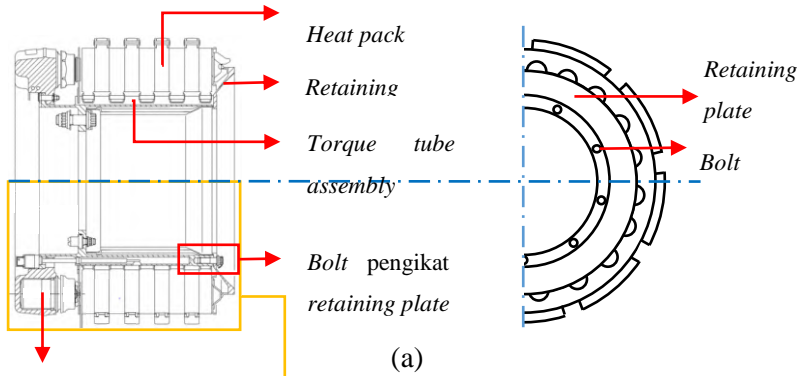 Heat pack
Retaining
Torque tube
assembly
Bolt pengikat
retaining plate
Retaining
plate
Bolt
(a)